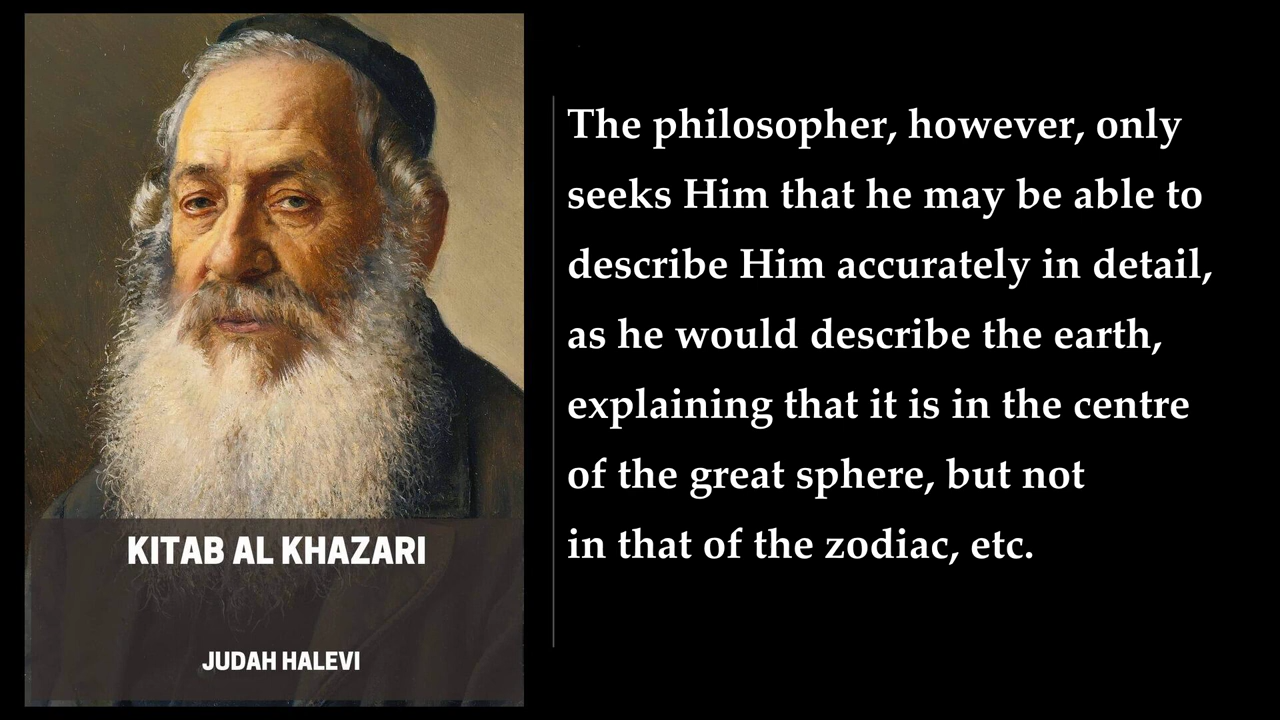 KITAB AL KHAZARI
JUDAH HALEVI
The philosopher, however, only
seeks Him that he may be able to
describe Him accurately in detail,
as he would describe the earth,
explaining that it is in the centre
of the great sphere, but not
in that of the zodiac, etc.